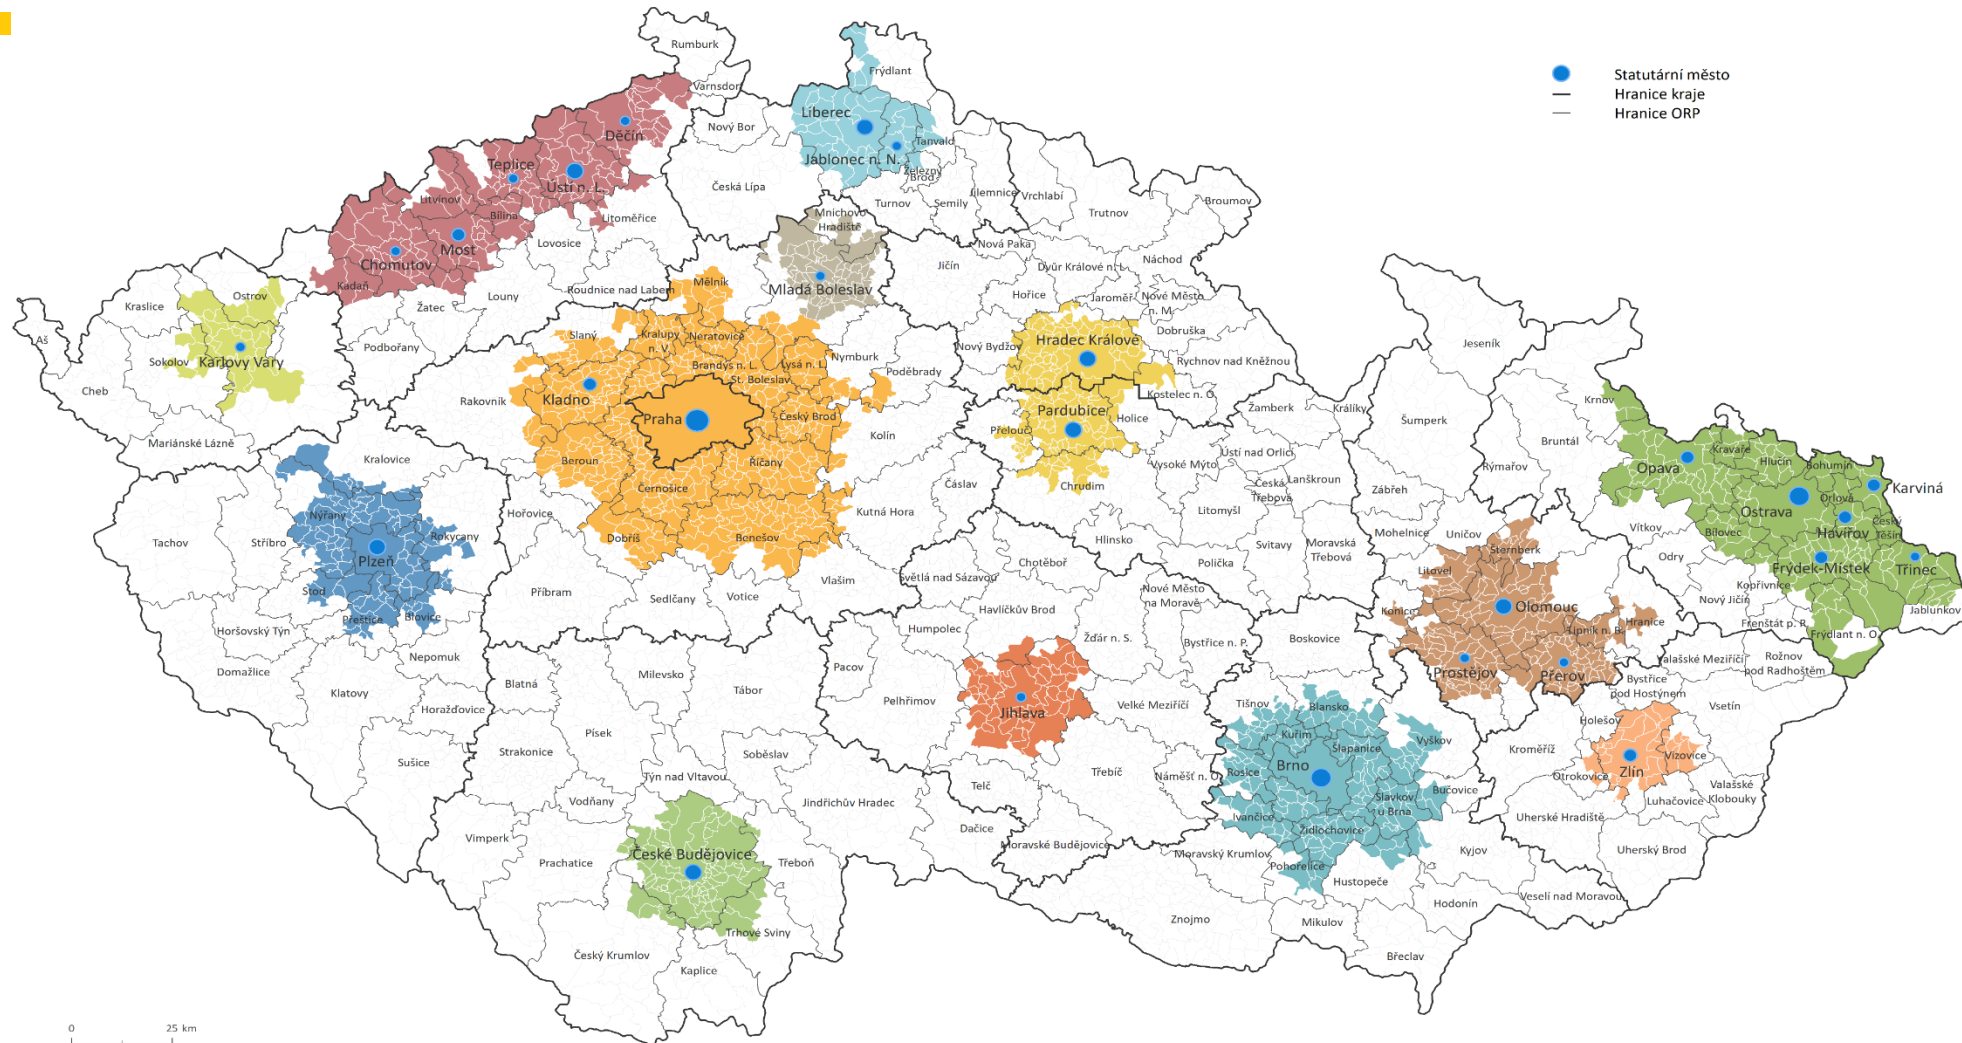 Statutární město
Hranice kraje
Hranice ORP
Rumburk
Varnsdorf
Frýdlant
Děčín
Nový Bor
Liberec
Tanvald
Jablonec n. N.
Železný
Brod
Teplice
Ústí n. L.
Česká Lípa
Litvínov
Bílina
Litoměřice
Turnov
Semily
Jilemnice
Vrchlabí
Trutnov
Broumov
Mnichovo
Hradiště
Most
Lovosice
Chomutov
Kadaň
Nová Paka
Jičín
Dvůr Králové n. L.
Náchod
Mělník
Mladá Boleslav
Roudnice nad Labem
Louny
Žatec
Hořice
Jaroměř
Nové Město
n. M.
Ostrov
Kraslice
Aš
Sokolov
Karlovy Vary
Cheb
Podbořany
Slaný
Kralupy
n. V.
Neratovice
Brandýs n. L.
St. Boleslav
Lysá n. L.
Nymburk
Poděbrady
Nový Bydžov
Hradec Králové
Dobruška
Rychnov nad Kněžnou
Kostelec n. O.
Jeseník
Rakovník
Kladno
Praha
Český Brod
Kolín
Pardubice
Přelouč
Holice
Žamberk
Králíky
Šumperk
Krnov
Bruntál
Rýmařov
Mariánské Lázně
Kralovice
Beroun
Říčany
Černošice
Čáslav
Chrudim
Vysoké Mýto
Ústí nad Orlicí
Česká
Třebová
Lanškroun
Zábřeh
Opava
Kravaře
Hlučín
Bohumín
Karviná
Orlová
Ostrava
Havířov
Český
Těšín
Bílovec
Vítkov
Hořovice
Kutná Hora
Litomyšl
Nýřany
Rokycany
Tachov
Stříbro
Plzeň
Dobříš
Benešov
Hlinsko
Svitavy
Moravská
Třebová
Mohelnice
Uničov
Šternberk
Litovel
Odry
Frýdek-Místek
Třinec
Kopřivnice
Nový Jičín
Jablunkov
Frenštát p. R.
Frýdlant n. O.
Polička
Chotěboř
Světlá nad Sázavou
Vlašim
Votice
Sedlčany
Příbram
Stod
Přeštice
Blovice
Nové Město
na Moravě
Havlíčkův Brod
Humpolec
Žďár n. S.
Bystřice n. P.
Boskovice
Konice
Olomouc
Lipník n. B.
Hranice
Horšovský Týn
Domažlice
Nepomuk
Klatovy
Horažďovice
Blatná
Milevsko
Tábor
Pacov
Pelhřimov
Jihlava
Velké Meziříčí
Tišnov
Blansko
Prostějov
Přerov
Valašské Meziříčí
Rožnov
pod Radhoštěm
Bystřice
pod Hostýnem
Vsetín
Holešov
Kroměříž
Kuřim
Šlapanice
Vyškov
Sušice
Strakonice
Písek
Soběslav
Týn nad Vltavou
Vodňany
Jindřichův Hradec
Telč
Třebíč
Náměšť n. O.
Rosice
Brno
Bučovice
Slavkov
u Brna
Otrokovice
Zlín
Vizovice
Valašské
Klobouky
Luhačovice
Uherské Hradiště
Uherský Brod
Vimperk
Prachatice
České Budějovice
Třeboň
Dačice
Moravské Budějovice
Moravský Krumlov
Ivančice
Židlochovice
Pohořelice
Hustopeče
Kyjov
Hodonín
Veselí nad Moravou
Znojmo
Mikulov
Břeclav
Trhové Sviny
Český Krumlov
Kaplice
0
25 km